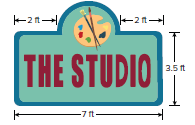 2 ft 2 ft
THE STUDIO
3.5 ft
7 ft